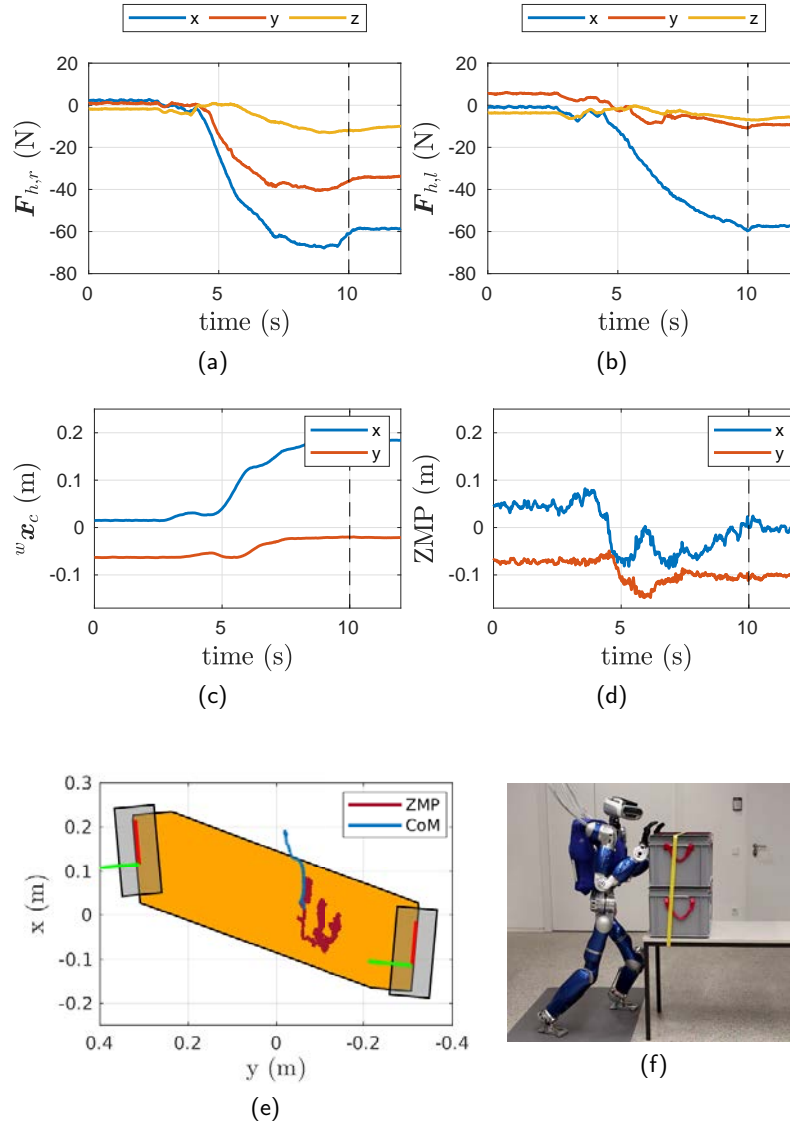 x y z
x y z
20
0
-20
-40
-60
-80
F_{h,r} (N)
0 5 10
time (s)
(a)
20
0
-20
-40
-60
-80
F_{h,l} (N)
0 5 10
time (s)
(b)
0.2
0.1
0
-0.1
^w x_c (m)
x
y
0 5 10
time (s)
(c)
0.2
0.1
0
-0.1
ZMP (m)
x
y
0 5 10
time (s)
(d)
0.3
0.2
0.1
0
-0.1
-0.2
x (m)
ZMP
CoM
0.4 0.2 0 -0.2 -0.4
y (m)
(e)
(f)